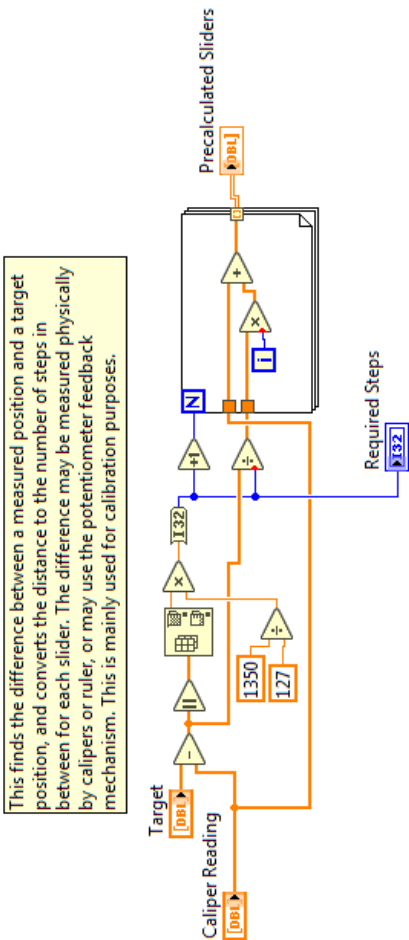 This finds the difference between a measured position and a target
position, and converts the distance to the number of steps in
between for each slider. The difference may be measured physically
by calipers or ruler, or may use the potentiometer feedback
mechanism. This is mainly used for calibration purposes.
Target
[DBL]
Caliper Reading
[DBL]
-
||
1350
127
÷
×
I32
+1
÷
N
i
×
+
Precalculated Sliders
[DBL]
Required Steps
I32